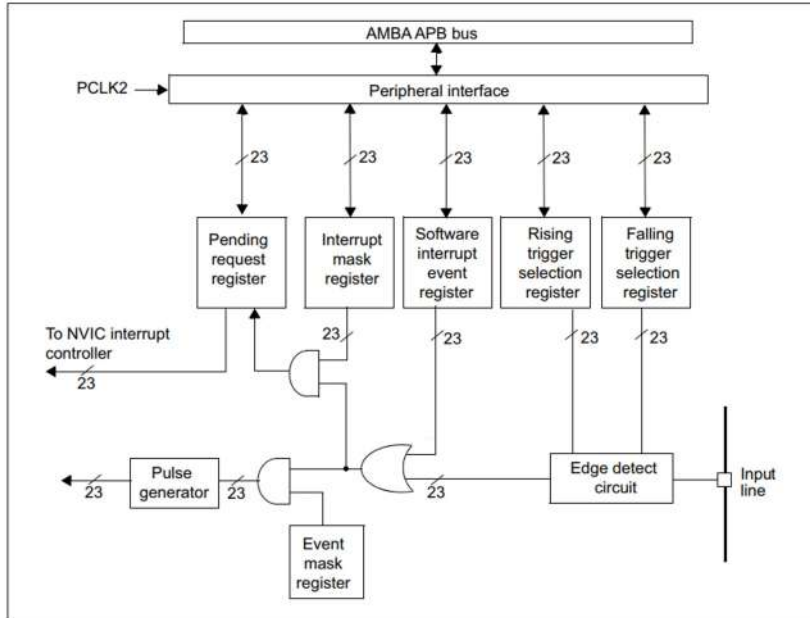 AMBA APB bus
PCLK2
Peripheral interface
23
23
23
23
23
Pending
request
register
Interrupt
mask
register
Software
interrupt
event
register
Rising
trigger
selection
register
Falling
trigger
selection
register
To NVIC interrupt
controller
23
23
23
23
23
Pulse
generator
23
23
23
Edge detect
circuit
Input
line
Event
mask
register